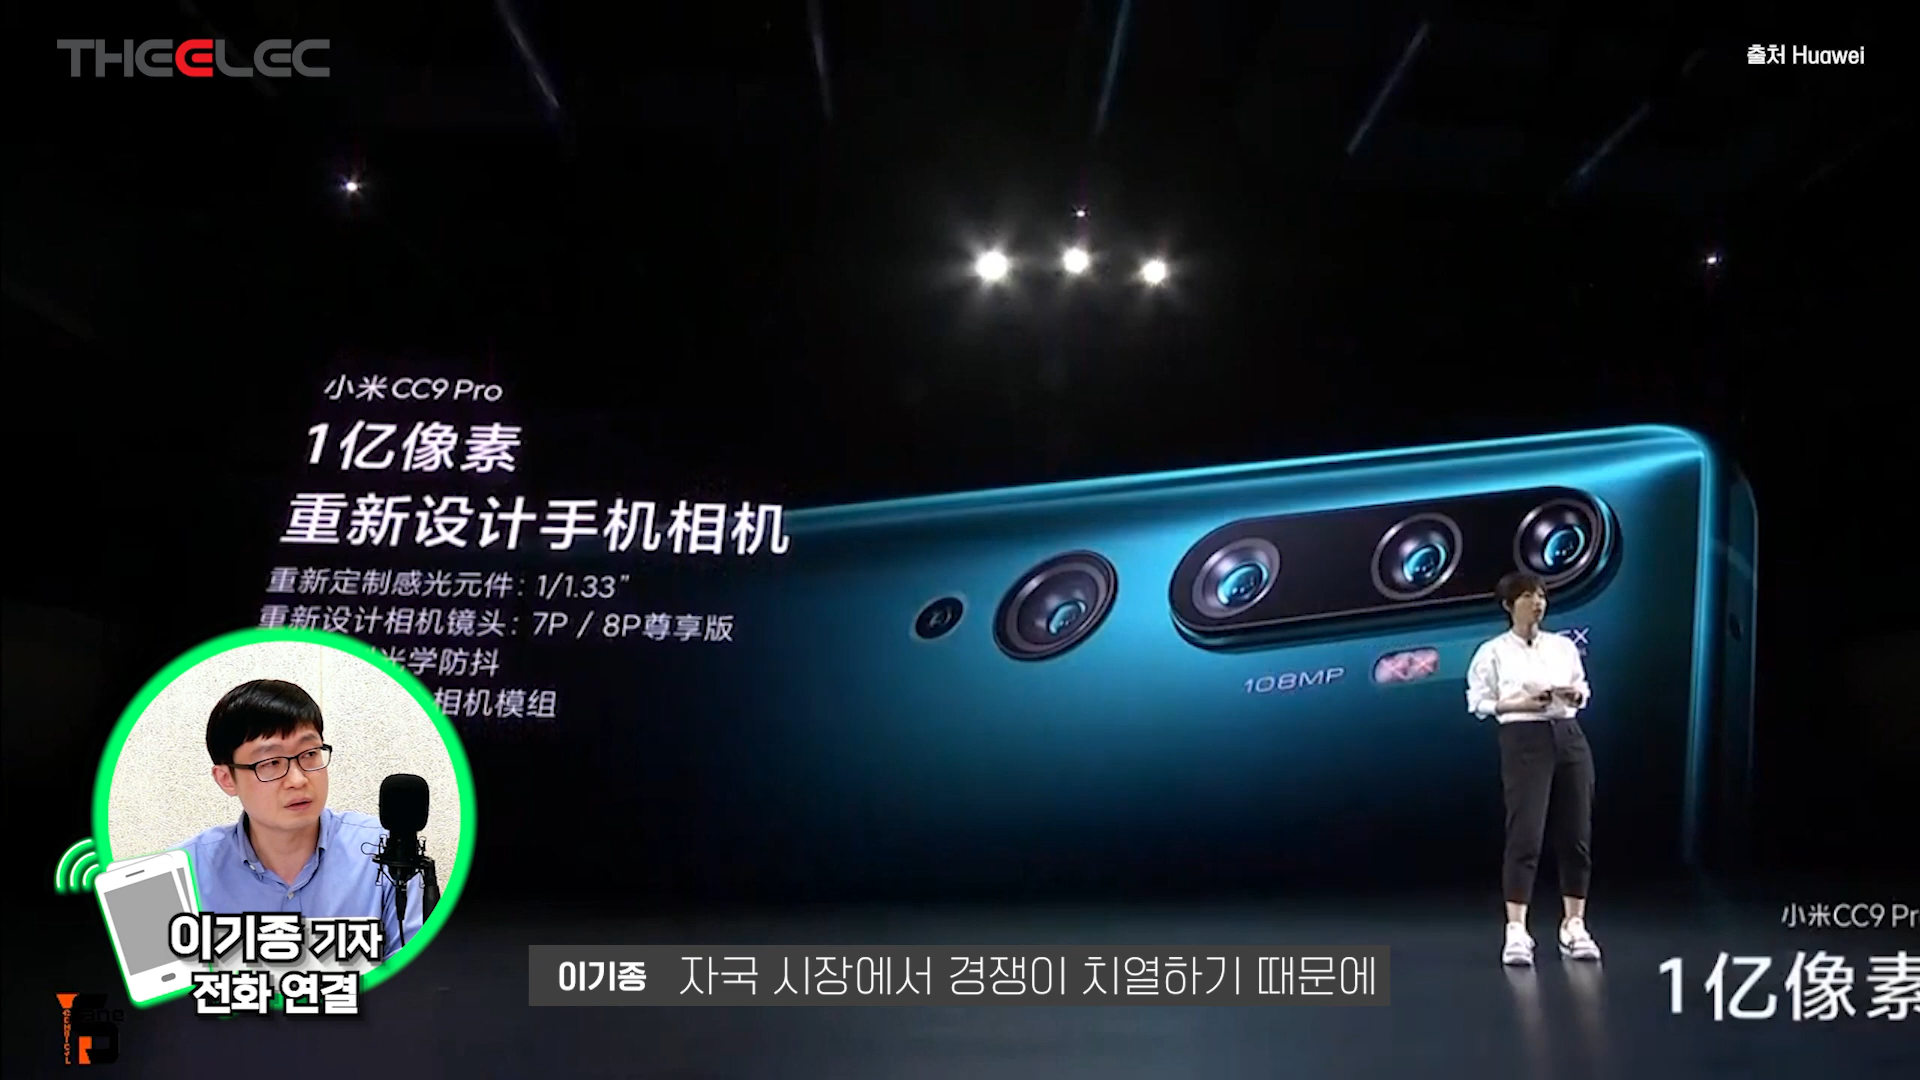 THEELEC
출처 Huawei
小米CC9 Pro
1亿像素
重新设计手机相机
重新定制感光元件：1/1.33"
重新设计相机镜头：7P / 8P尊享版
光学防抖
相机模组
108MP
小米CC9 Pr
1亿像素
이기종 기자
전화 연결
이기종 자국 시장에서 경쟁이 치열하기 때문에